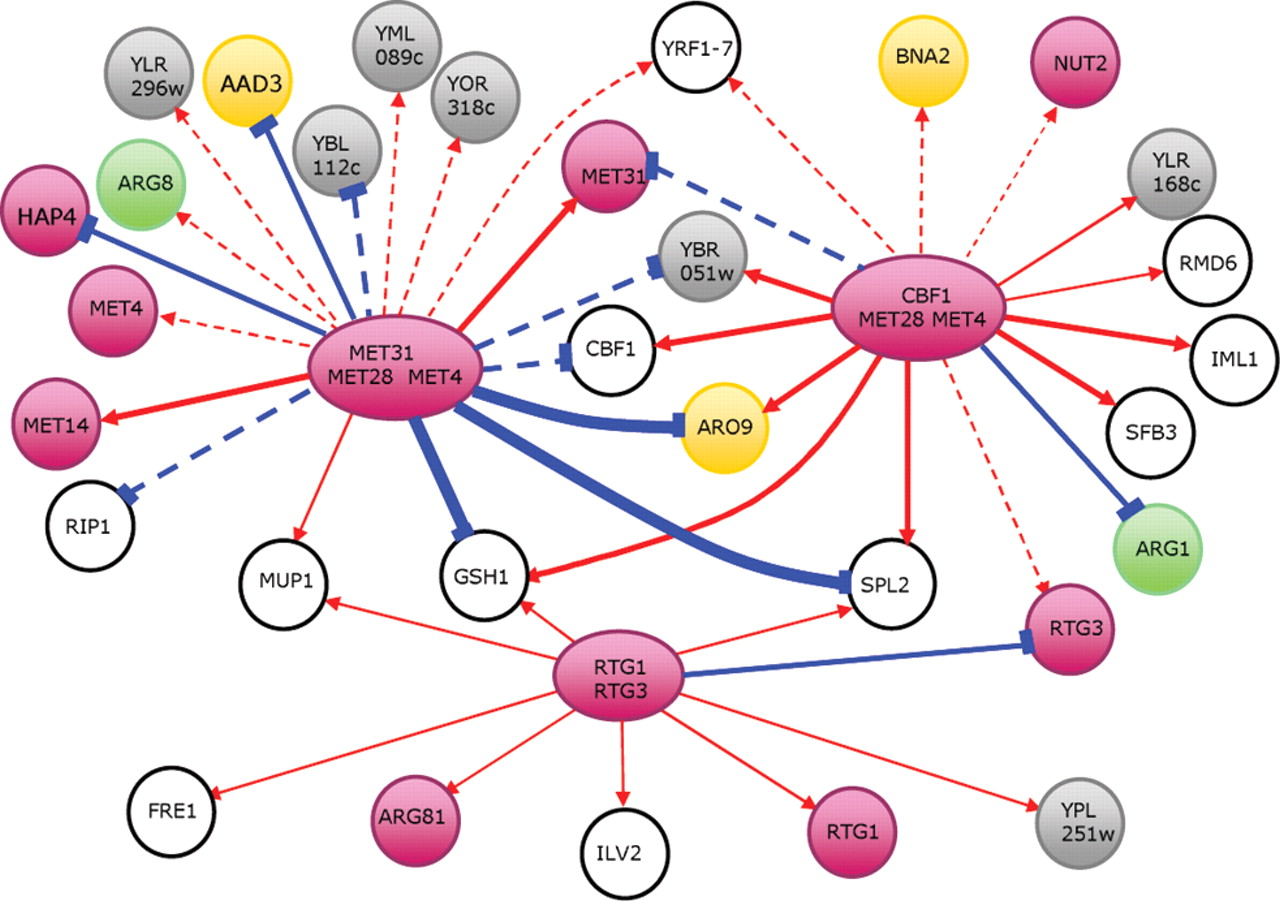 YML
089c
YRF1-7
BNA2
NUT2
YLR
296w
AAD3
YOR
318c
YBL
112c
MET31
YLR
168c
ARG8
HAP4
YBR
051w
RMD6
MET4
CBF1
MET28 MET4
MET31
MET28 MET4
CBF1
IML1
MET14
ARO9
SFB3
RIP1
ARG1
MUP1
GSH1
SPL2
RTG3
RTG1
RTG3
FRE1
ARG81
ILV2
RTG1
YPL
251w